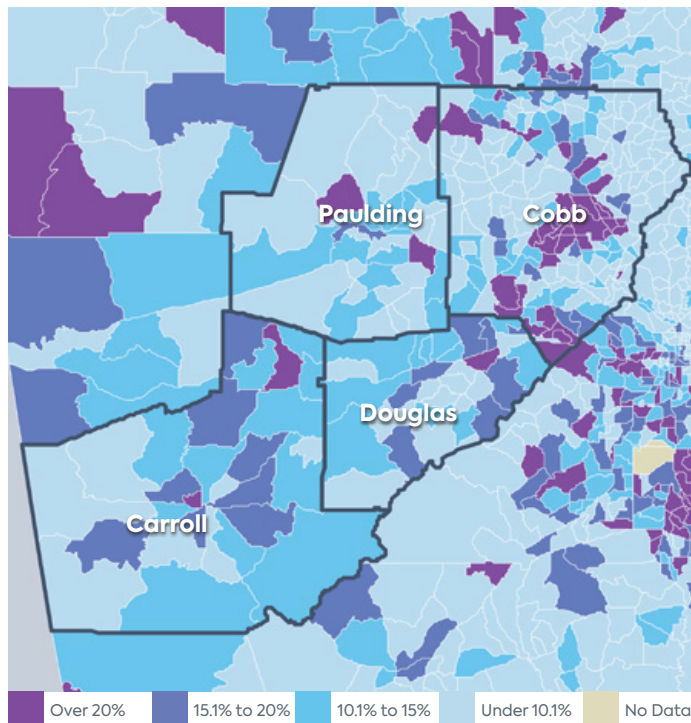 Paulding
Cobb
Douglas
Carroll
Over 20%
15.1% to 20%
10.1% to 15%
Under 10.1%
No Data